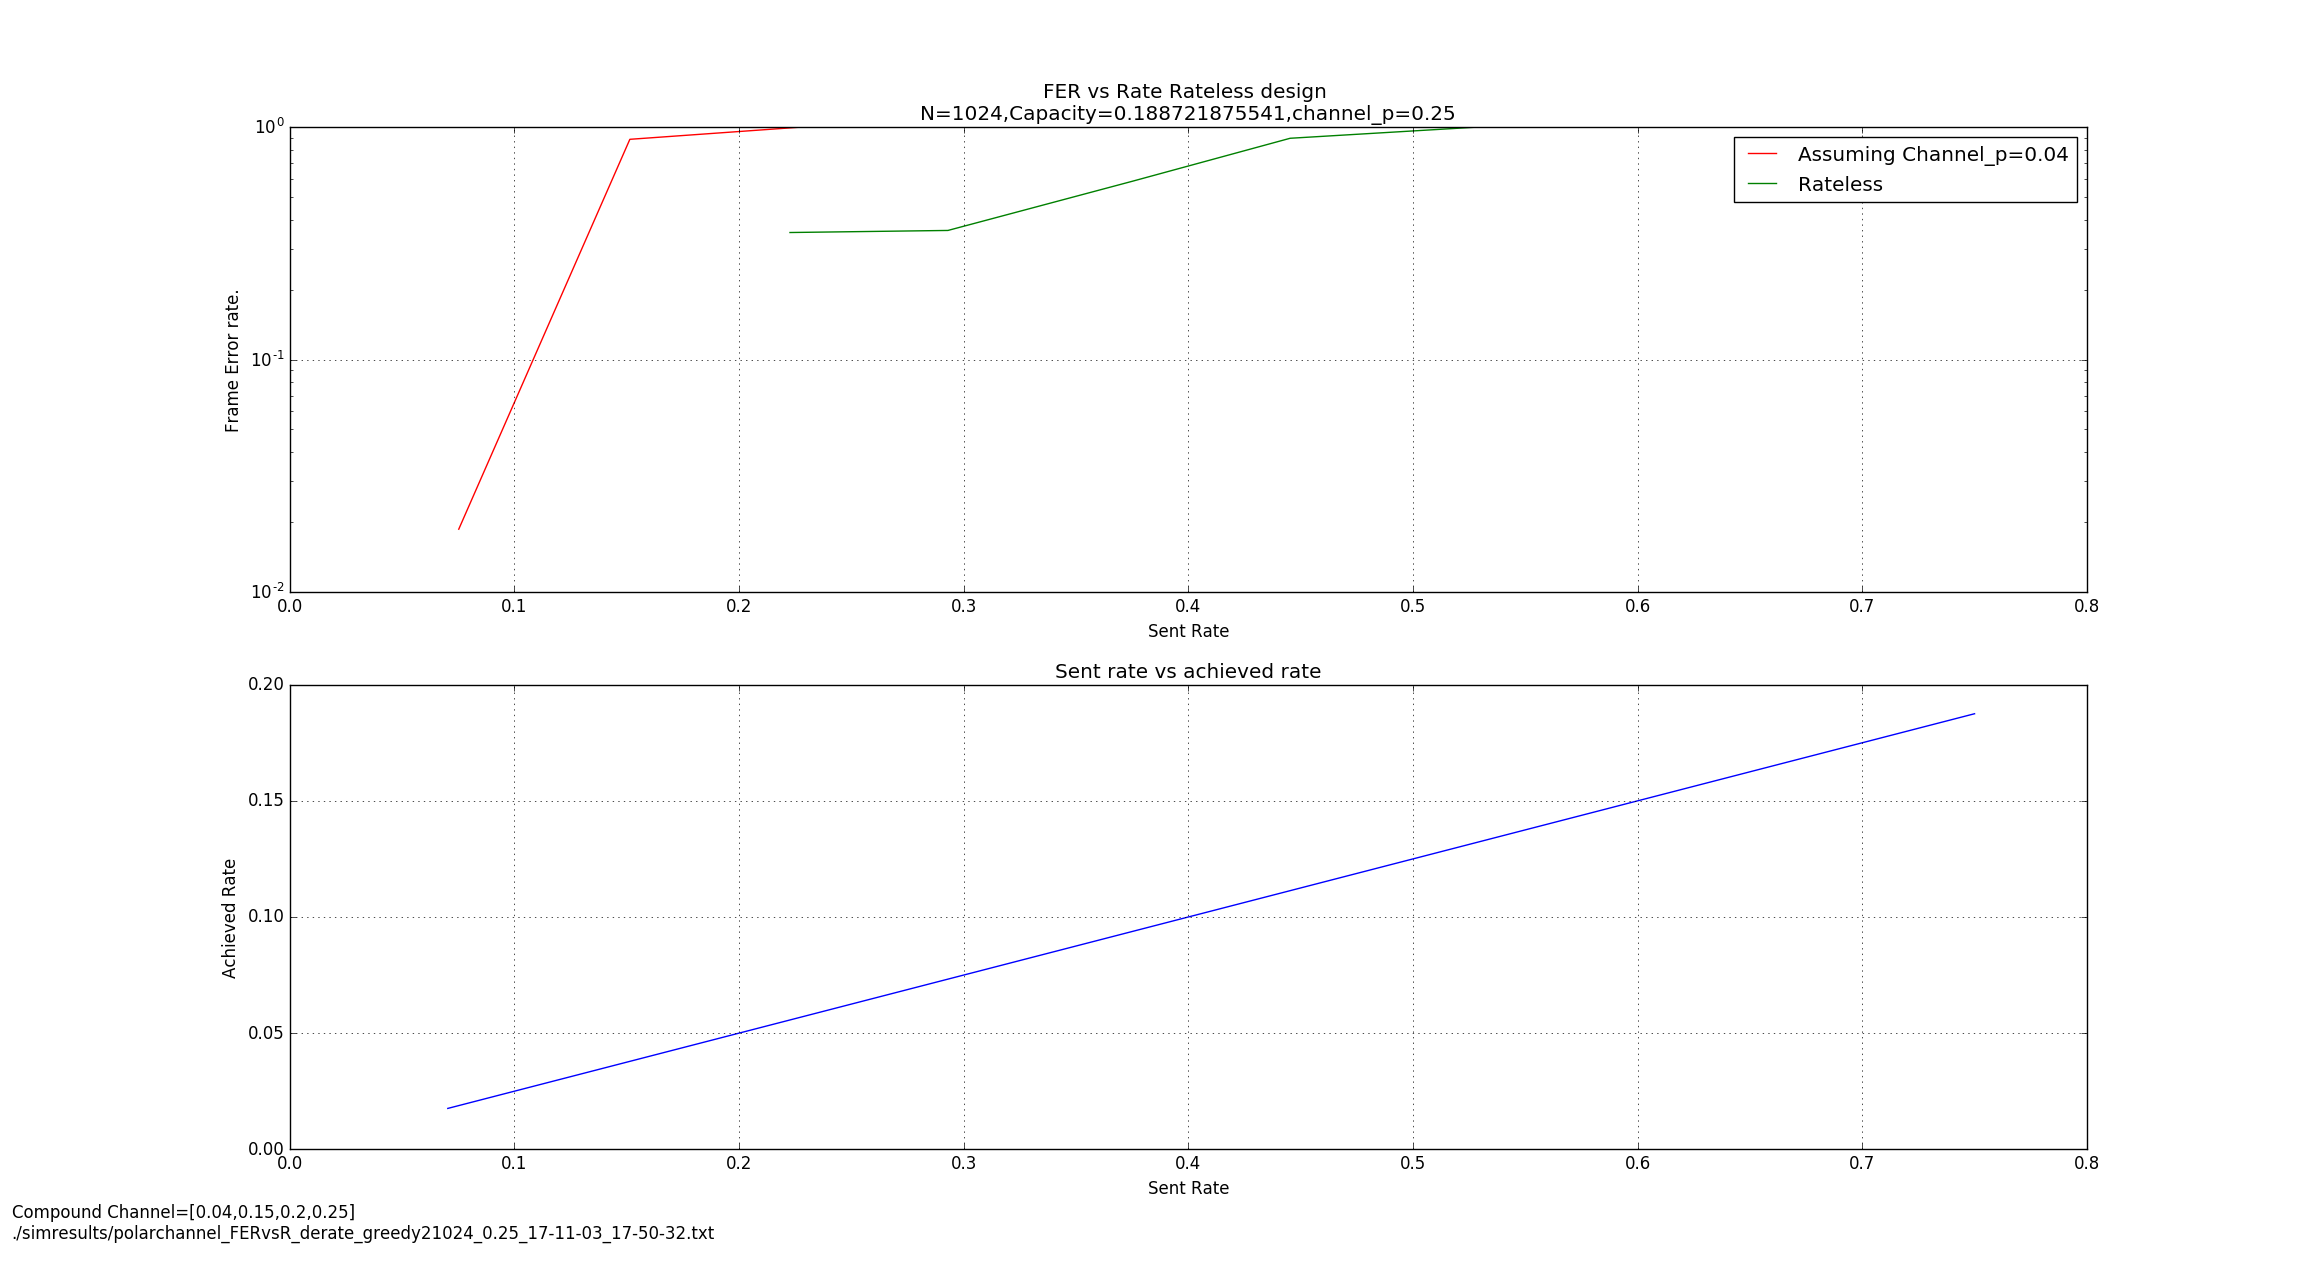 FER vs Rate Rateless design
N=1024,Capacity=0.188721875541,channel_p=0.25
Assuming Channel_p=0.04
Rateless
10^0
10^-1
10^-2
Frame Error rate.
0.0 0.1 0.2 0.3 0.4 0.5 0.6 0.7 0.8
Sent Rate
Sent rate vs achieved rate
0.20
0.15
0.10
0.05
0.00
Achieved Rate
0.0 0.1 0.2 0.3 0.4 0.5 0.6 0.7 0.8
Sent Rate
Compound Channel=[0.04,0.15,0.2,0.25]
./simresults/polarchannel_FERvsR_derate_greedy21024_0.25_17-11-03_17-50-32.txt